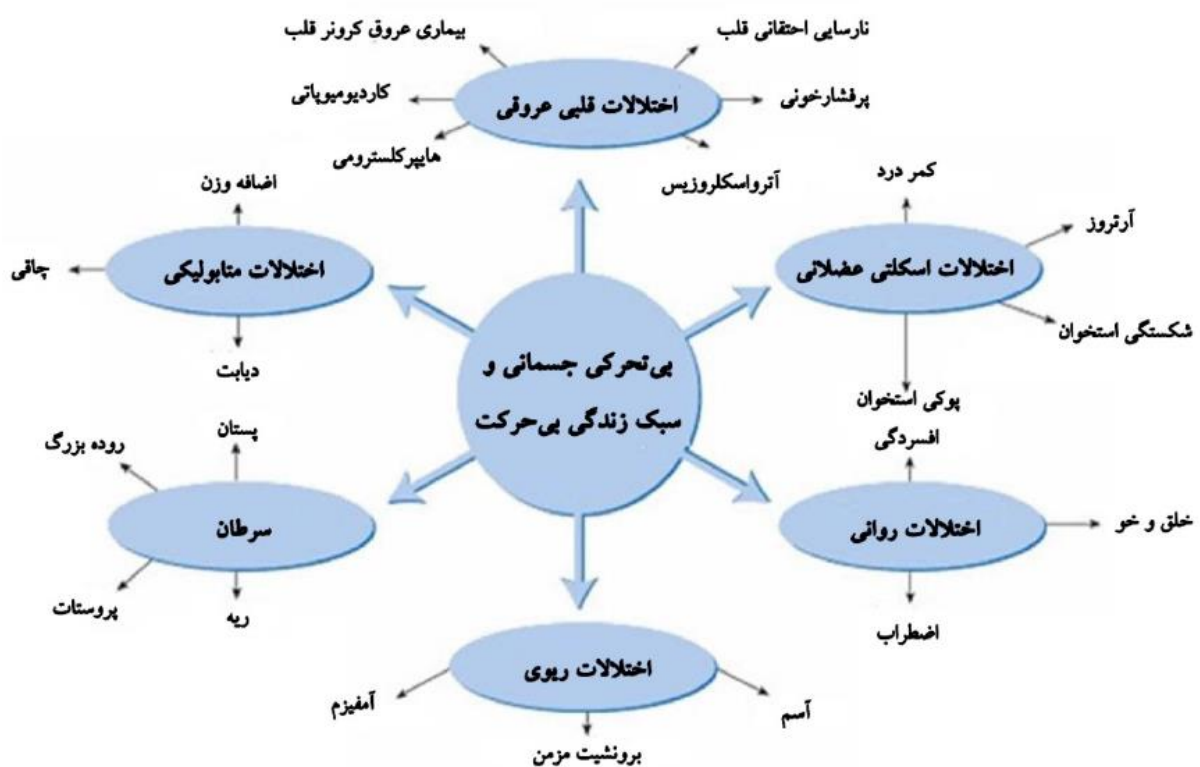 نارسایی احتقانی قلب
بیماری عروق کرونر قلب
اختلالات قلبی عروقی
پرفشارخونی
کاردیومیوپاتی
هایپرکلسترومی
آترواسکلروزیس
کمر درد
اختلالات اسکلتی عضلانی
آرتروز
شکستگی استخوان
پوکی استخوان
اضافه وزن
اختلالات متابولیکی
چاقی
دیابت
بی‌تحرکی جسمانی و
سبک زندگی بی‌حرکت
افسردگی
اختلالات روانی
خلق و خو
اضطراب
پستان
روده بزرگ
سرطان
پروستات
ریه
اختلالات ریوی
آسم
آمفیزم
برونشیت مزمن